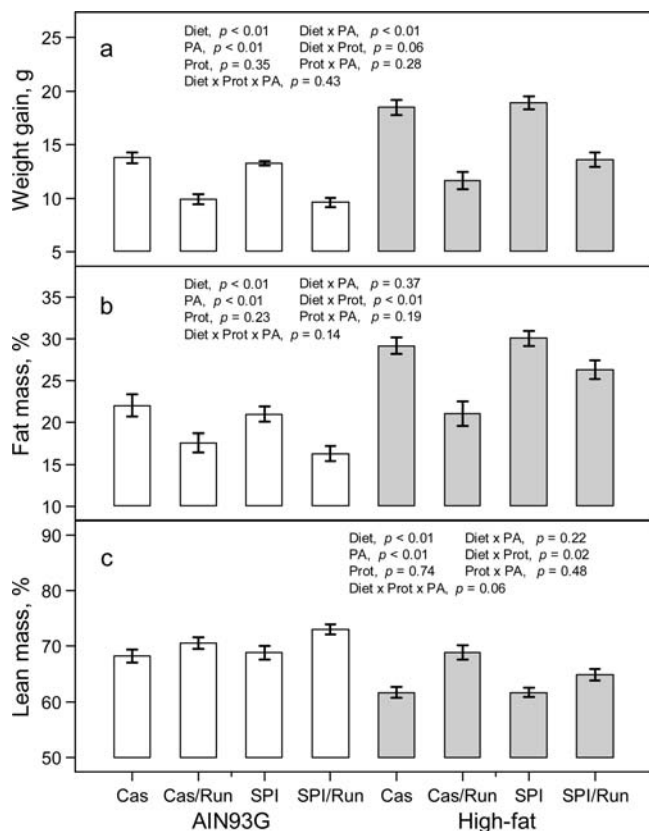 a
Diet, p < 0.01 Diet x PA, p < 0.01
PA, p < 0.01 Diet x Prot, p = 0.06
Prot, p = 0.35 Prot x PA, p = 0.28
Diet x Prot x PA, p = 0.43
Weight gain, g
25
20
15
10
5
b
Diet, p < 0.01 Diet x PA, p = 0.37
PA, p < 0.01 Diet x Prot, p < 0.01
Prot, p = 0.23 Prot x PA, p = 0.19
Diet x Prot x PA, p = 0.14
Fat mass, %
35
30
25
20
15
10
c
Diet, p < 0.01 Diet x PA, p = 0.22
PA, p < 0.01 Diet x Prot, p = 0.02
Prot, p = 0.74 Prot x PA, p = 0.48
Diet x Prot x PA, p = 0.06
Lean mass, %
90
80
70
60
50
Cas Cas/Run SPI SPI/Run Cas Cas/Run SPI SPI/Run
AIN93G High-fat